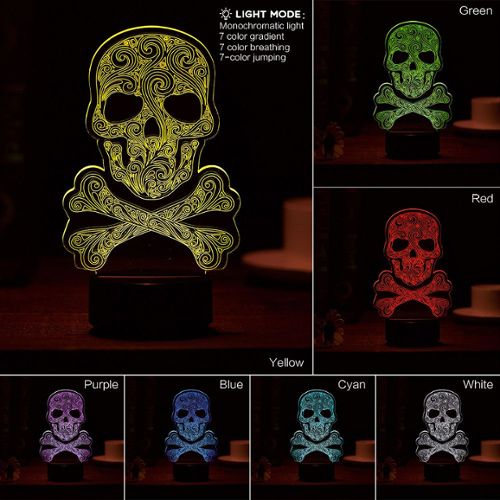 LIGHT MODE:
Monochromatic light
7 color gradient
7 color breathing
7-color jumping
Green
Red
Yellow
Purple
Blue
Cyan
White